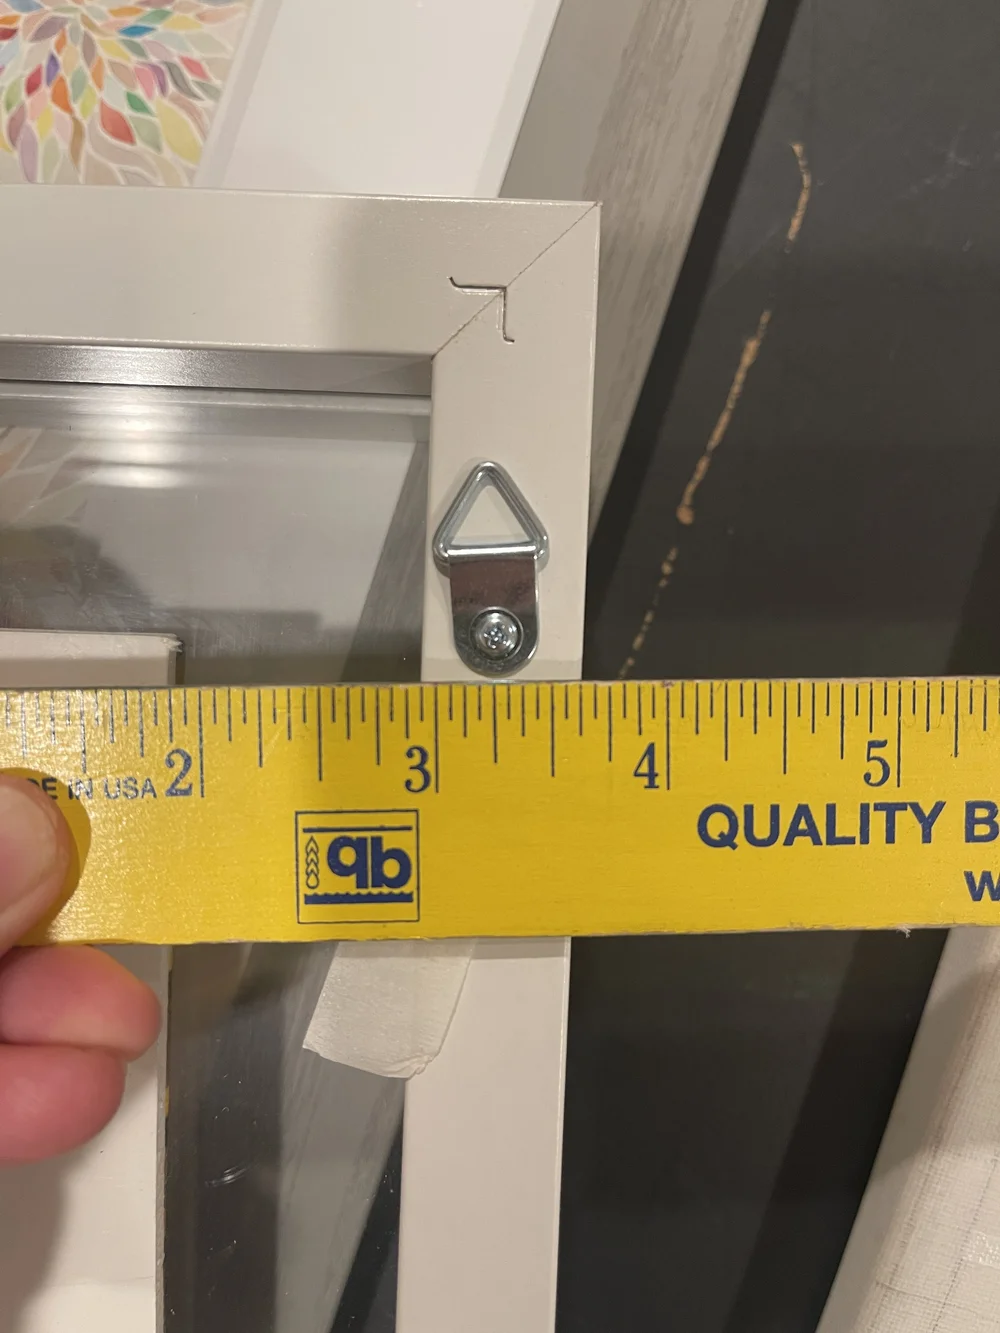 2 3 4 5
DE IN USA
qb
QUALITY B
W